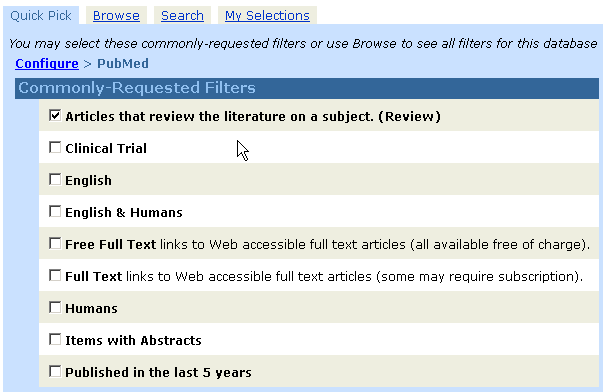 Quick Pick Browse Search My Selections
You may select these commonly-requested filters or use Browse to see all filters for this database
Configure > PubMed
Commonly-Requested Filters
Articles that review the literature on a subject. (Review)
Clinical Trial
English
English & Humans
Free Full Text links to Web accessible full text articles (all available free of charge).
Full Text links to Web accessible full text articles (some may require subscription).
Humans
Items with Abstracts
Published in the last 5 years